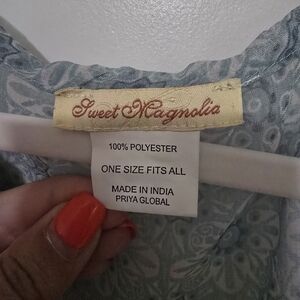 Sweet Magnolia
100% POLYESTER
ONE SIZE FITS ALL
MADE IN INDIA
PRIYA GLOBAL